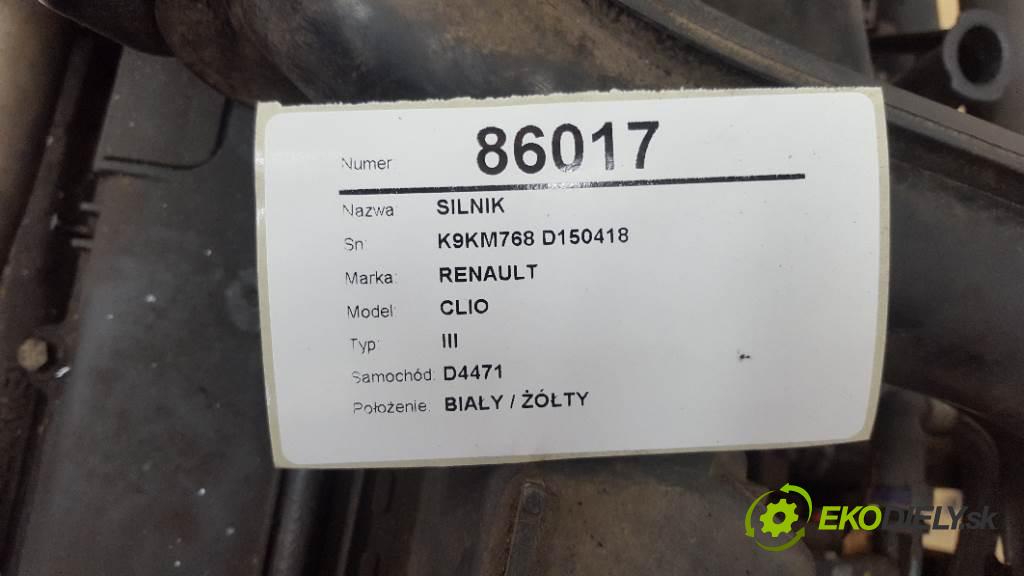 Numer: 86017
Nazwa: SILNIK
Sn: K9KM768 D150418
Marka: RENAULT
Model: CLIO
Typ: III
Samochód: D4471
Położenie: BIAŁY / ŻÓŁTY
EKODIELY.sk